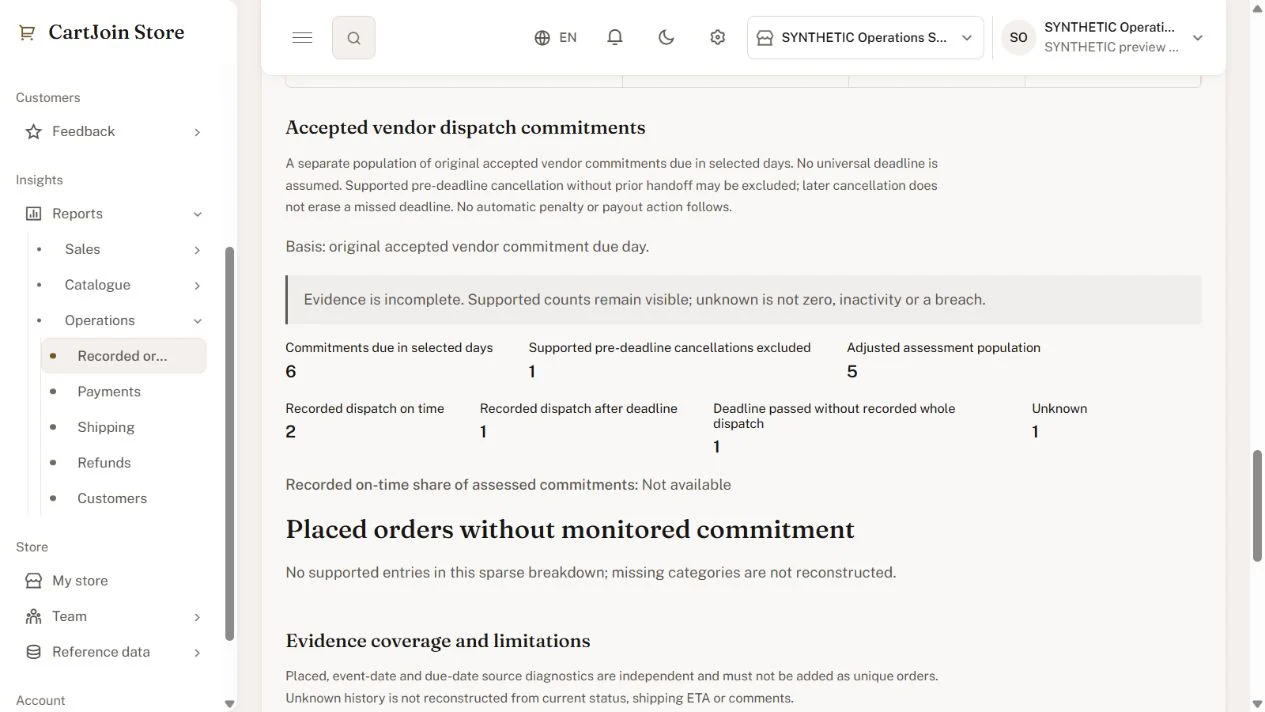 CartJoin Store
EN
SYNTHETIC Operations S...
SO
SYNTHETIC Operati...
SYNTHETIC preview ...
Customers
Feedback
Insights
Reports
Sales
Catalogue
Operations
Recorded or...
Payments
Shipping
Refunds
Customers
Store
My store
Team
Reference data
Account
Accepted vendor dispatch commitments
A separate population of original accepted vendor commitments due in selected days. No universal deadline is
assumed. Supported pre-deadline cancellation without prior handoff may be excluded; later cancellation does
not erase a missed deadline. No automatic penalty or payout action follows.
Basis: original accepted vendor commitment due day.
Evidence is incomplete. Supported counts remain visible; unknown is not zero, inactivity or a breach.
Commitments due in selected days
6
Supported pre-deadline cancellations excluded
1
Adjusted assessment population
5
Recorded dispatch on time
2
Recorded dispatch after deadline
1
Deadline passed without recorded whole
dispatch
1
Unknown
1
Recorded on-time share of assessed commitments: Not available
Placed orders without monitored commitment
No supported entries in this sparse breakdown; missing categories are not reconstructed.
Evidence coverage and limitations
Placed, event-date and due-date source diagnostics are independent and must not be added as unique orders.
Unknown history is not reconstructed from current status, shipping ETA or comments.